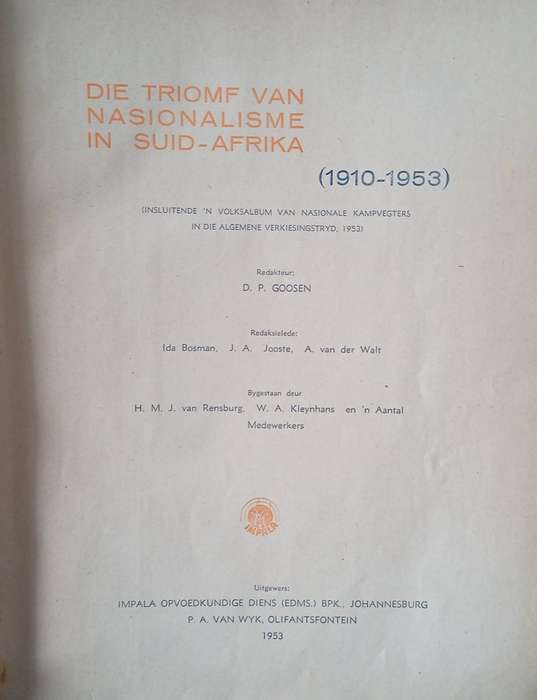 DIE TRIOMF VAN
NASIONALISME
IN SUID-AFRIKA
(1910-1953)
(INSLUITENDE 'N VOLKSALBUM VAN NASIONALE KAMPVEGTERS
IN DIE ALGEMENE VERKIESINGSTRYD, 1953)
Redakteur:
D. P. GOOSEN
Redaksielede:
Ida Bosman, J. A. Jooste, A. van der Walt
Bygestaan deur
H. M. J. van Rensburg, W. A. Kleynhans en 'n Aantal
Medewerkers
IMPALA
Uitgewers:
IMPALA OPVOEDKUNDIGE DIENS (EDMS.) BPK., JOHANNESBURG
P. A. VAN WYK, OLIFANTSFONTEIN
1953